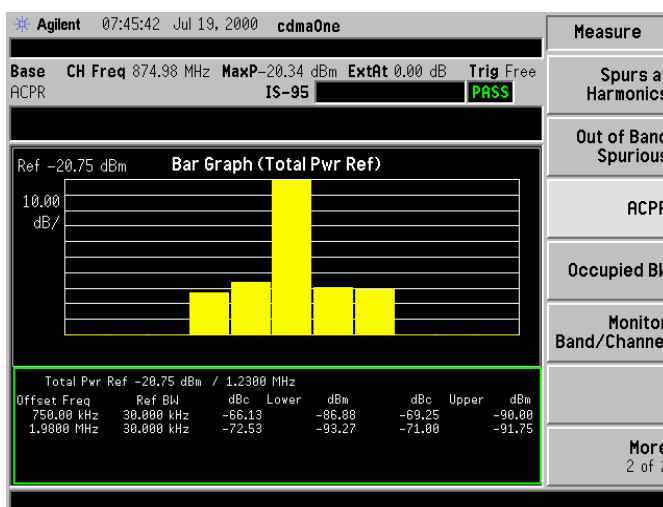 Agilent 07:45:42 Jul 19, 2000 cdmaOne
Measure
Base CH Freq 874.98 MHz MaxP-20.34 dBm ExtAt 0.00 dB Trig Free
ACPR IS-95 PASS
Spurs a
Harmonics
Out of Band
Spurious
Ref -20.75 dBm Bar Graph (Total Pwr Ref)
10.00
dB/
ACPR
Occupied BW
Monitor
Band/Channe
Total Pwr Ref -20.75 dBm / 1.2300 MHz
Offset Freq Ref BW dBc Lower dBm dBc Upper dBm
750.00 kHz 30.000 kHz -66.13 -86.88 -69.25 -90.00
1.9800 MHz 30.000 kHz -72.53 -93.27 -71.00 -91.75
More
2 of